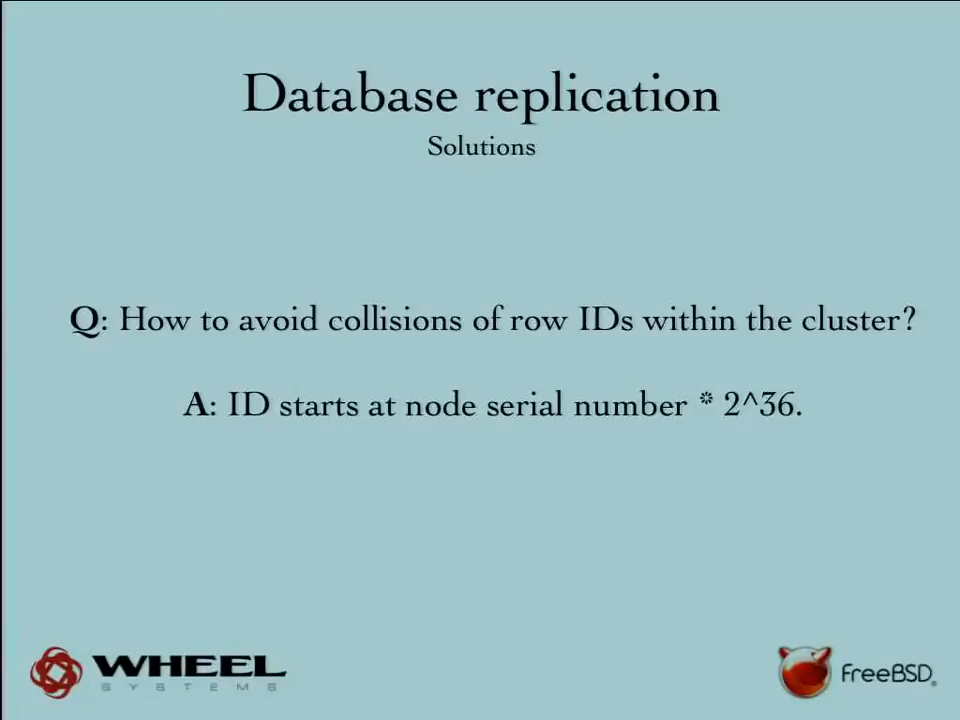 Database replication
Solutions
Q: How to avoid collisions of row IDs within the cluster?
A: ID starts at node serial number * 2^36.
WHEEL
SYSTEMS
FreeBSD®